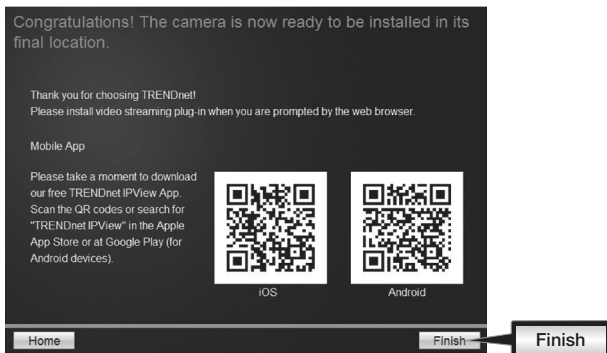 Congratulations! The camera is now ready to be installed in its
final location.
Thank you for choosing TRENDnet!
Please install video streaming plug-in when you are prompted by the web browser.
Mobile App
Please take a moment to download
our free TRENDnet IPView App.
Scan the QR codes or search for
"TRENDnet IPView" in the Apple
App Store or at Google Play (for
Android devices).
iOS
Android
Home
Finish
Finish